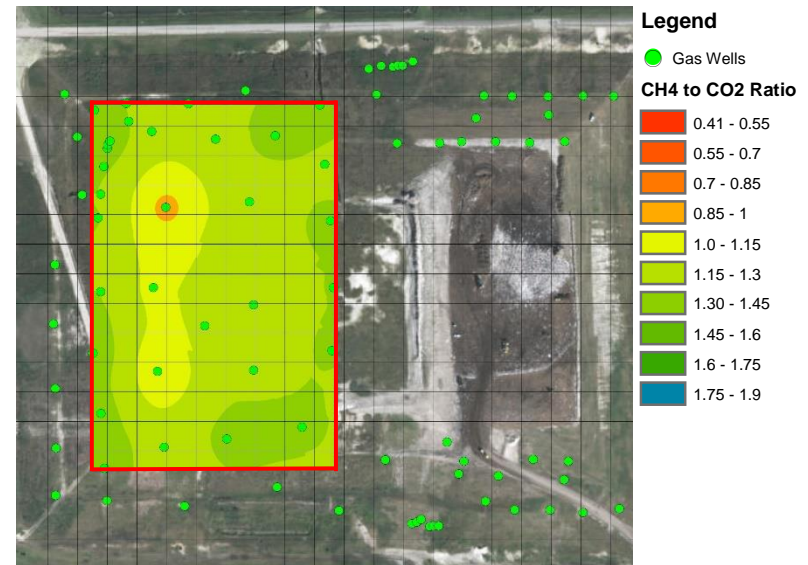 Legend
Gas Wells
CH4 to CO2 Ratio
0.41 - 0.55
0.55 - 0.7
0.7 - 0.85
0.85 - 1
1.0 - 1.15
1.15 - 1.3
1.30 - 1.45
1.45 - 1.6
1.6 - 1.75
1.75 - 1.9